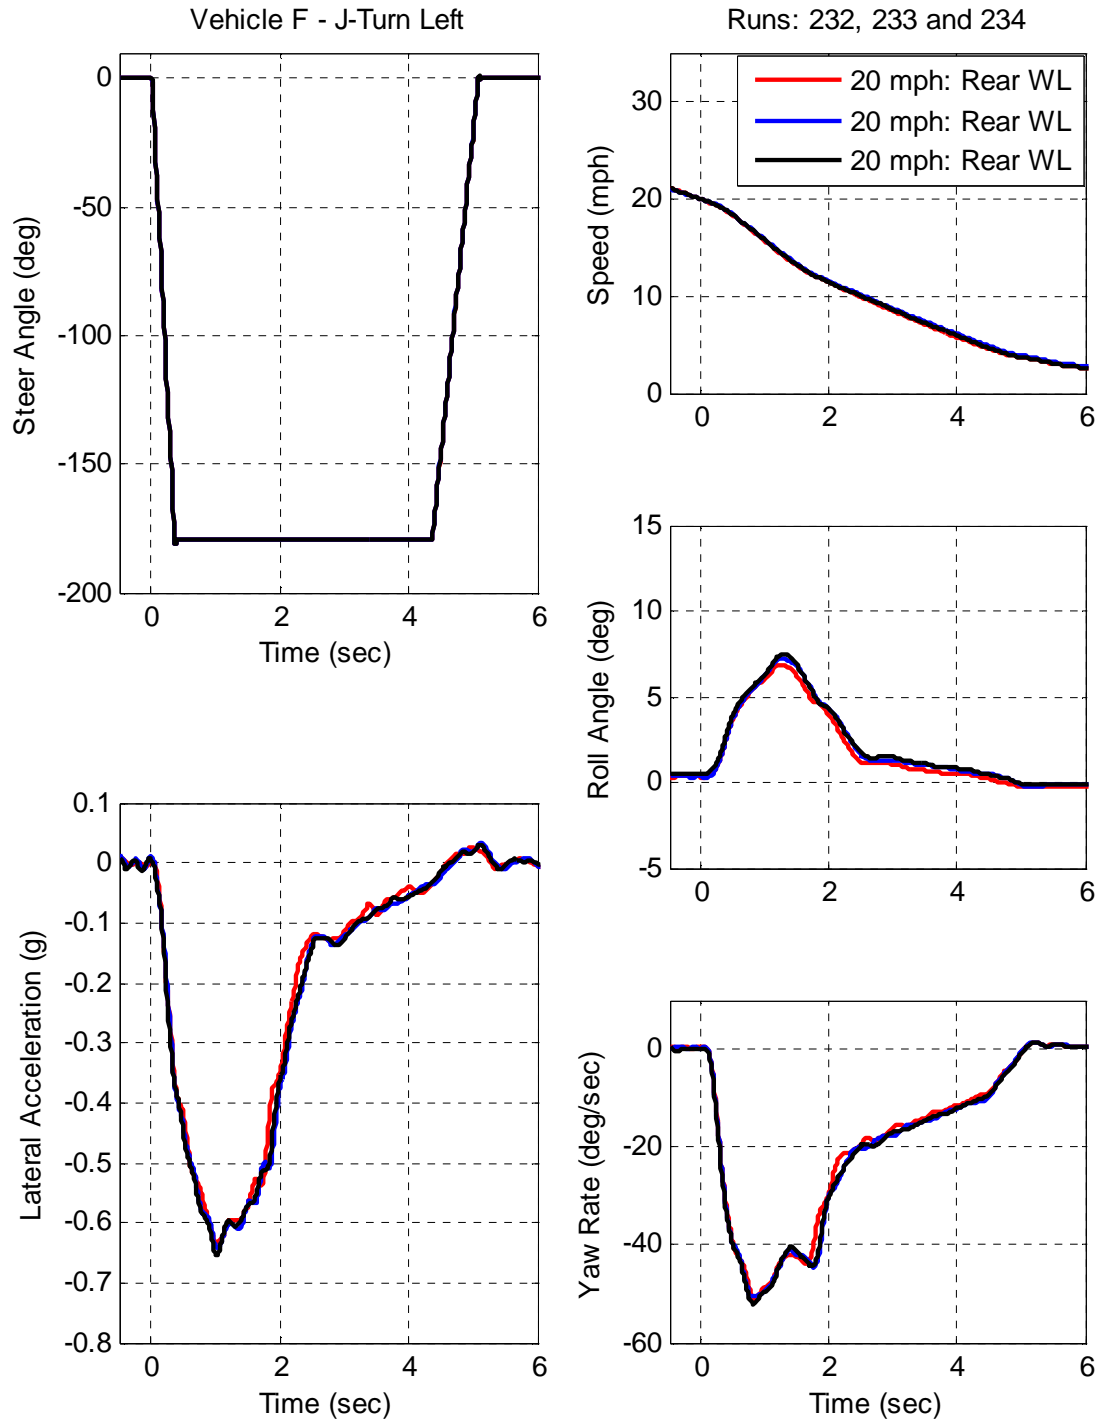 Vehicle F - J-Turn Left
Runs: 232, 233 and 234
0
-50
-100
-150
-200
0 2 4 6
Steer Angle (deg)
Time (sec)
20 mph: Rear WL
20 mph: Rear WL
20 mph: Rear WL
30
20
10
0
0 2 4 6
Speed (mph)
15
10
5
0
-5
0 2 4 6
Roll Angle (deg)
0.1
0
-0.1
-0.2
-0.3
-0.4
-0.5
-0.6
-0.7
-0.8
0 2 4 6
Lateral Acceleration (g)
Time (sec)
0
-20
-40
-60
0 2 4 6
Yaw Rate (deg/sec)
Time (sec)